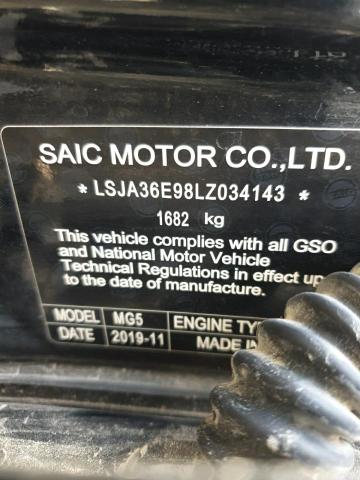 SAIC MOTOR CO.,LTD.
* LSJA36E98LZ034143 *
1682 kg
This vehicle complies with all GSO
and National Motor Vehicle
Technical Regulations in effect up
to the date of manufacture.
MODEL MG5 ENGINE TY
DATE 2019-11 MADE IN